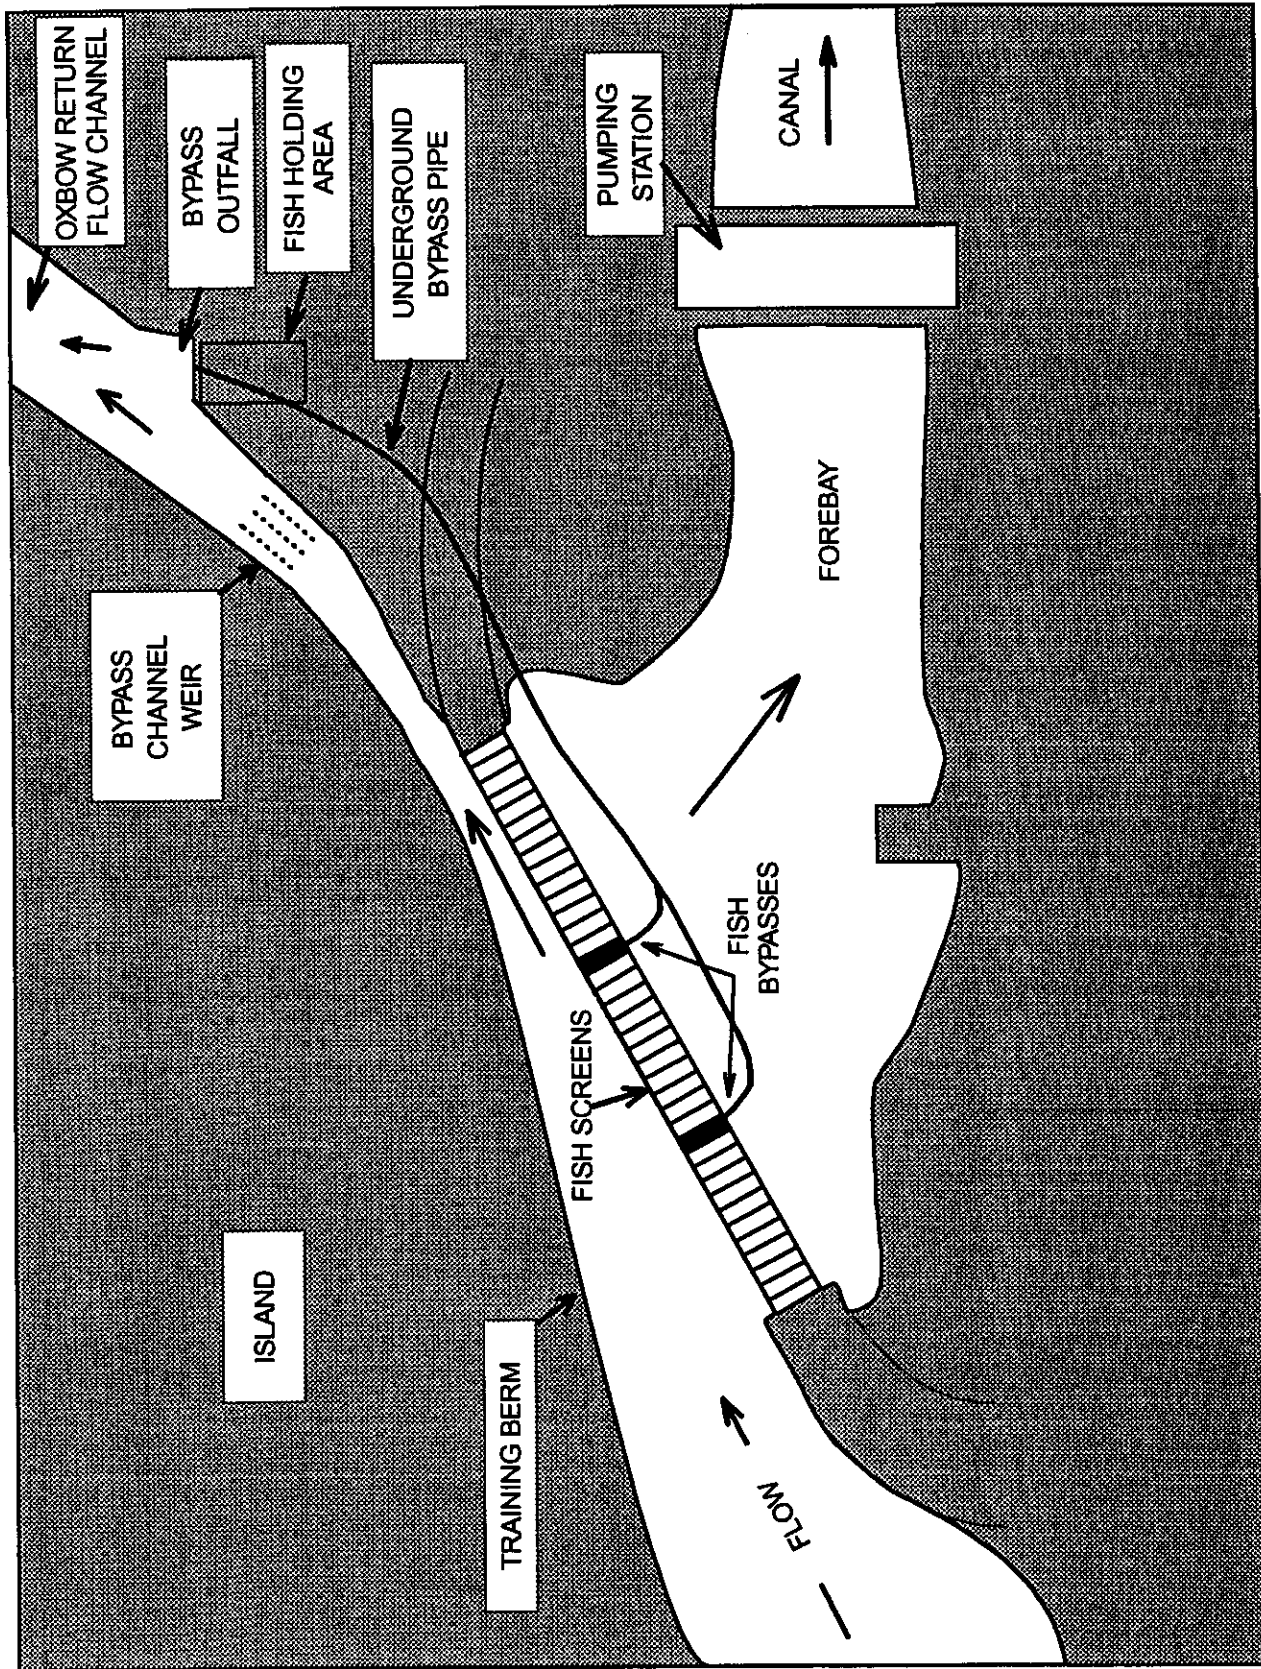 OXBOW RETURN
FLOW CHANNEL
BYPASS
OUTFALL
FISH HOLDING
AREA
UNDERGROUND
BYPASS PIPE
PUMPING
STATION
CANAL
BYPASS
CHANNEL
WEIR
FOREBAY
FISH
BYPASSES
FISH SCREENS
ISLAND
TRAINING BERM
FLOW